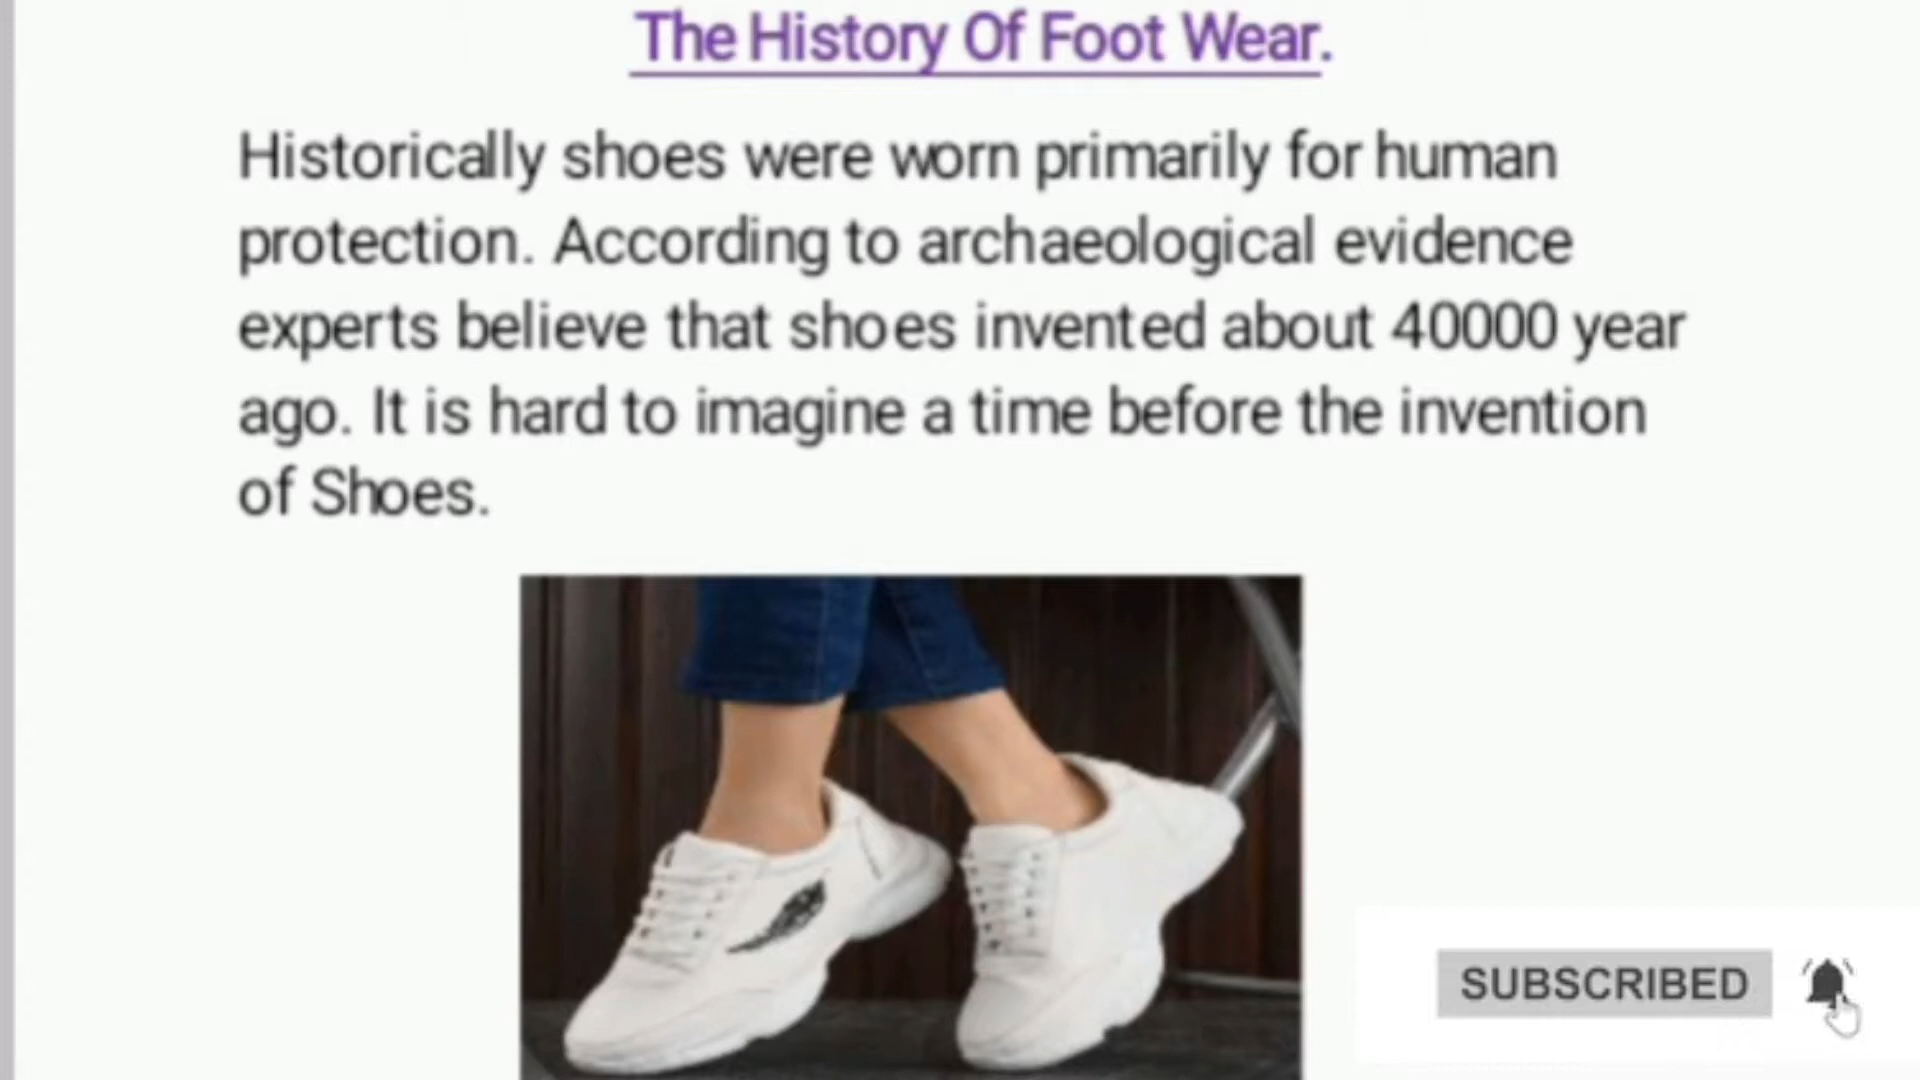 The History Of Foot Wear.
Historically shoes were worn primarily for human
protection. According to archaeological evidence
experts believe that shoes invented about 40000 year
ago. It is hard to imagine a time before the invention
of Shoes.
SUBSCRIBED